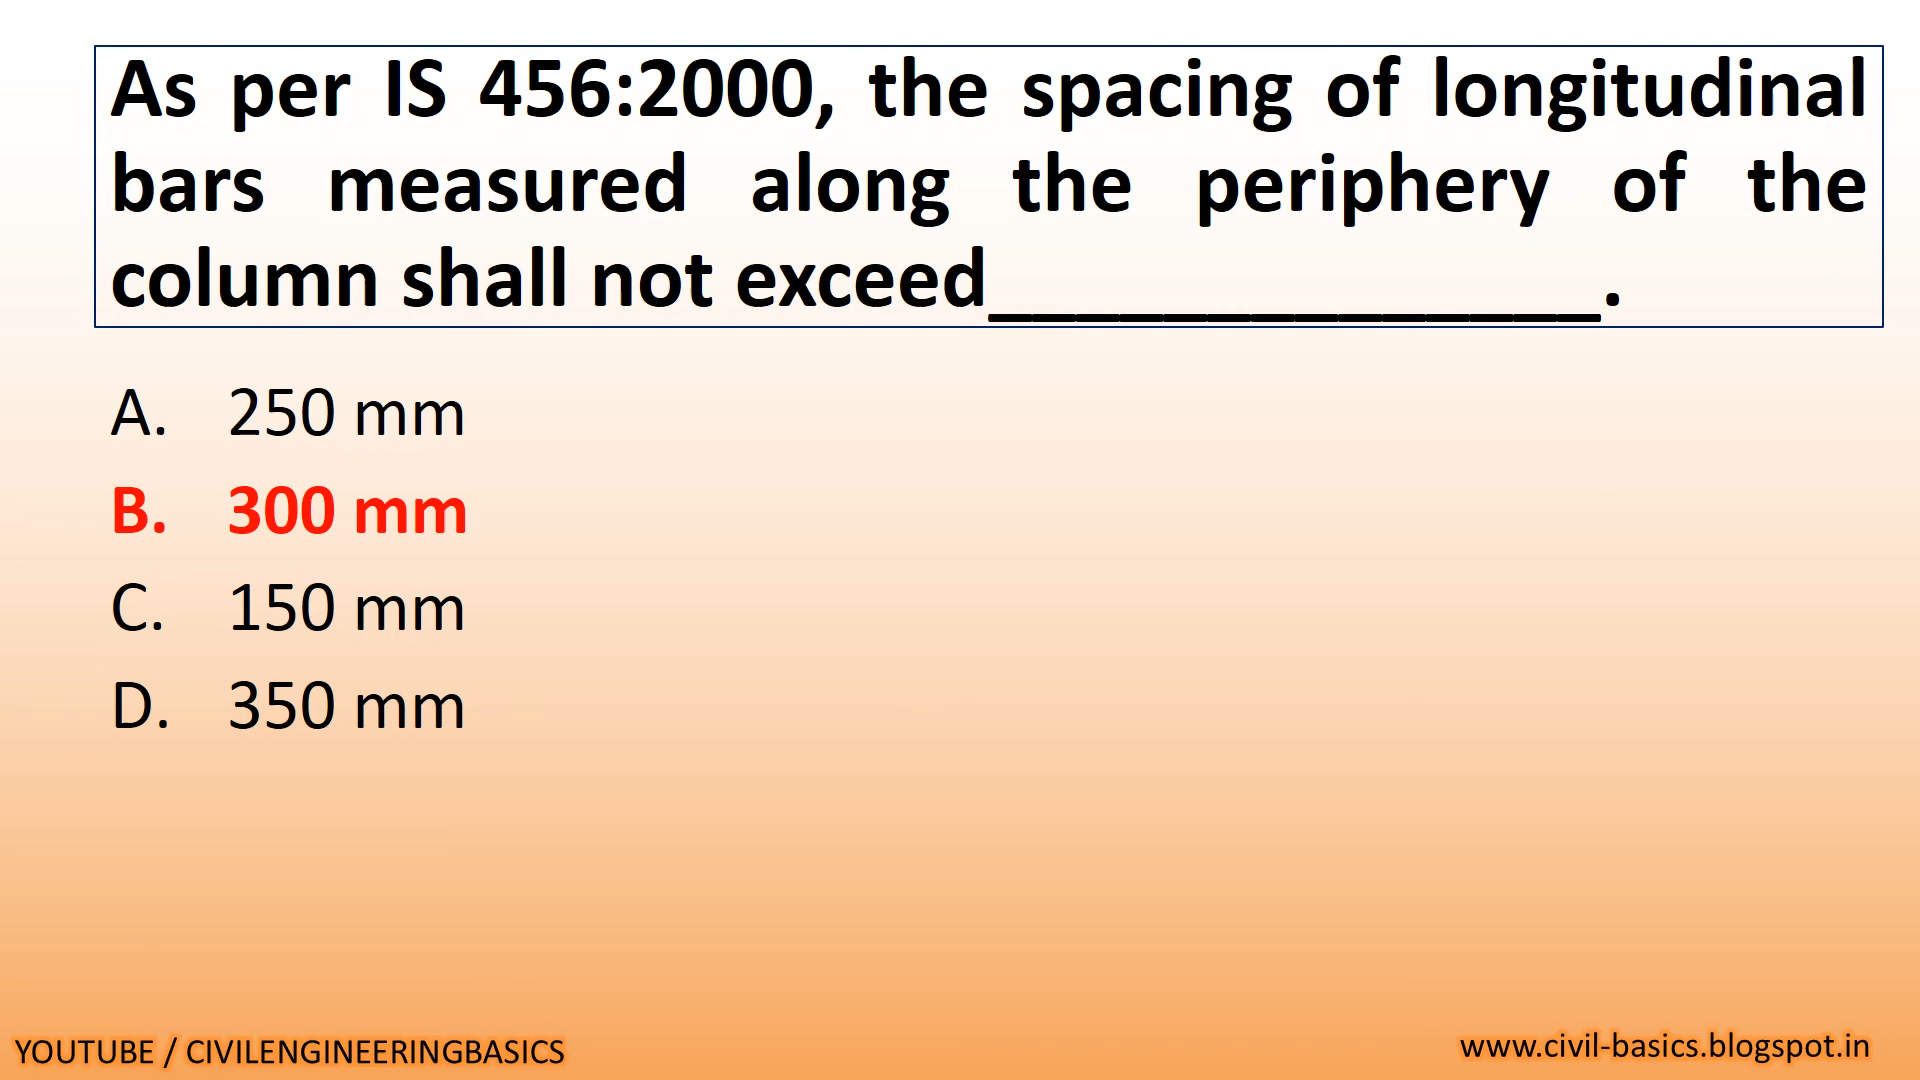 As per IS 456:2000, the spacing of longitudinal
bars measured along the periphery of the
column shall not exceed______________.
A. 250 mm
B. 300 mm
C. 150 mm
D. 350 mm
YOUTUBE / CIVILENGINEERINGBASICS
www.civil-basics.blogspot.in